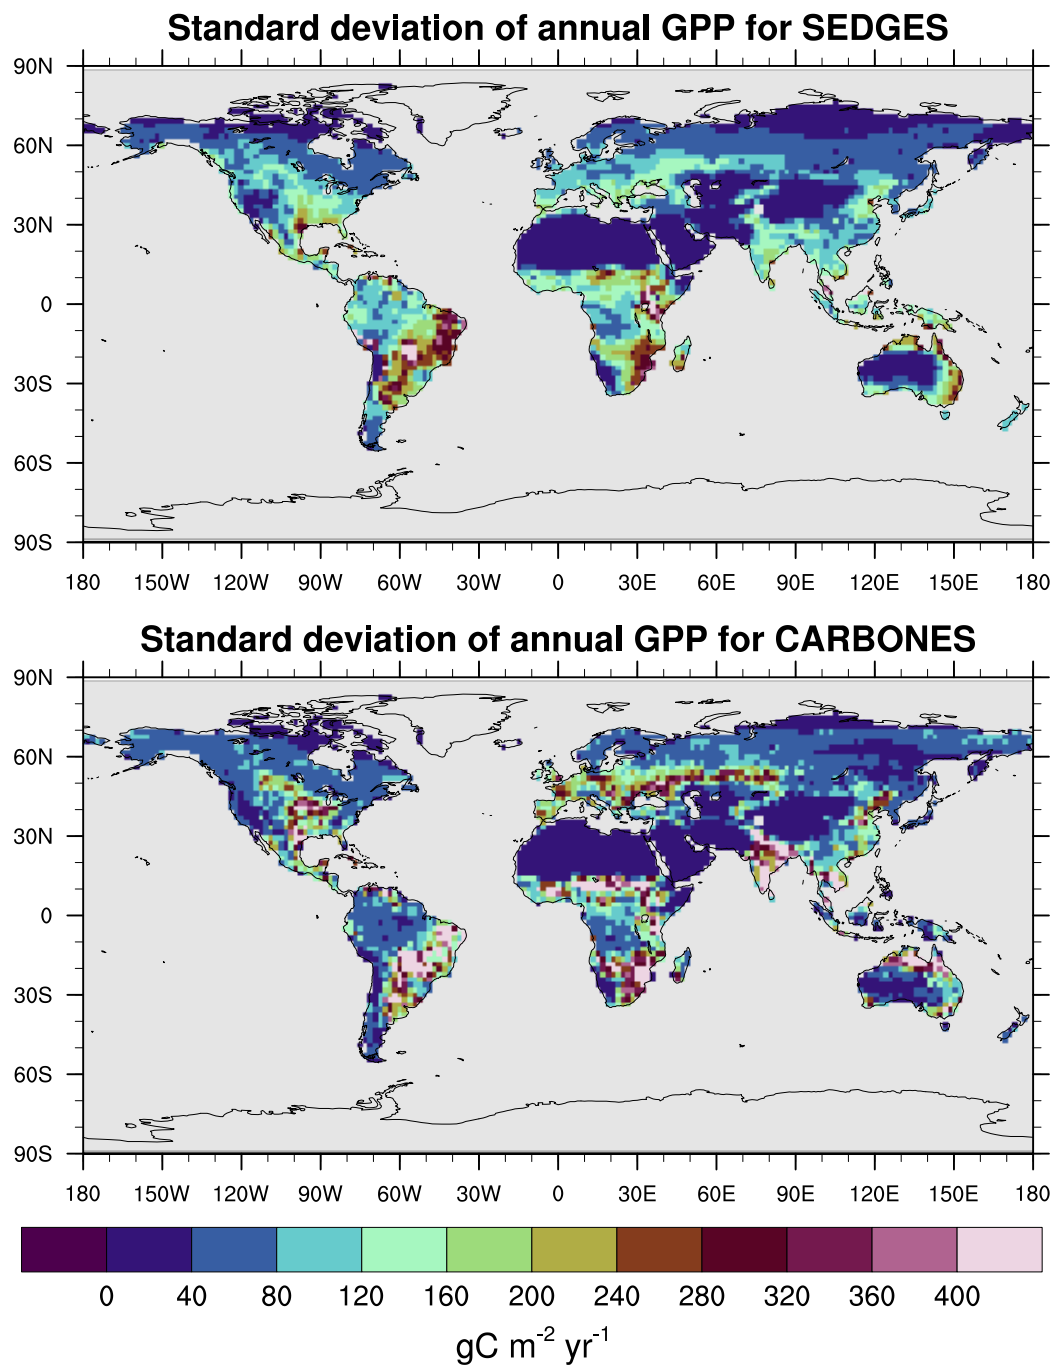 Standard deviation of annual GPP for SEDGES
90N
60N
30N
0
30S
60S
90S
180 150W 120W 90W 60W 30W 0 30E 60E 90E 120E 150E 180
Standard deviation of annual GPP for CARBONES
90N
60N
30N
0
30S
60S
90S
180 150W 120W 90W 60W 30W 0 30E 60E 90E 120E 150E 180
0 40 80 120 160 200 240 280 320 360 400
gC m⁻² yr⁻¹